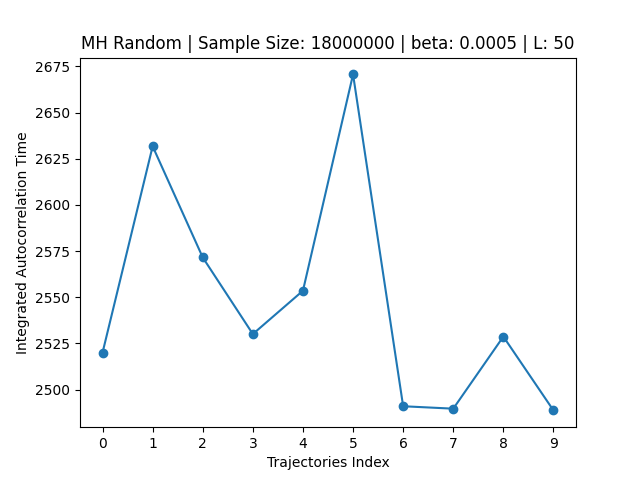 MH Random | Sample Size: 18000000 | beta: 0.0005 | L: 50
Integrated Autocorrelation Time
2675
2650
2625
2600
2575
2550
2525
2500
0 1 2 3 4 5 6 7 8 9
Trajectories Index